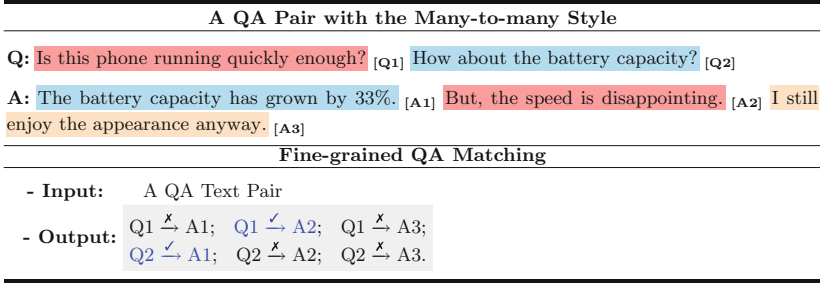 A QA Pair with the Many-to-many Style
Q: Is this phone running quickly enough? [Q1] How about the battery capacity? [Q2]
A: The battery capacity has grown by 33%. [A1] But, the speed is disappointing. [A2] I still
enjoy the appearance anyway. [A3]
Fine-grained QA Matching
- Input: A QA Text Pair
- Output: Q1 ✗→ A1; Q1 ✓→ A2; Q1 ✗→ A3;
Q2 ✓→ A1; Q2 ✗→ A2; Q2 ✗→ A3.